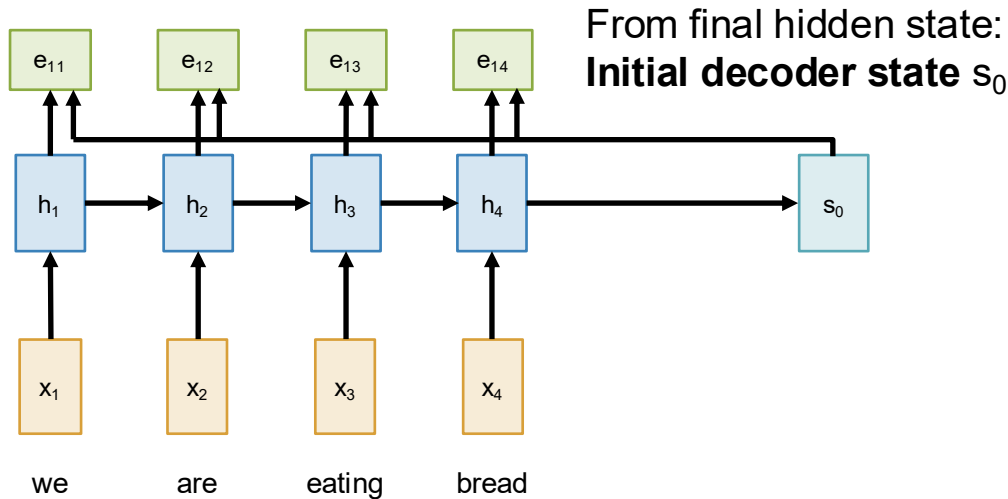 From final hidden state:
Initial decoder state s₀
e₁₁ e₁₂ e₁₃ e₁₄
h₁ h₂ h₃ h₄ s₀
x₁ x₂ x₃ x₄
we are eating bread